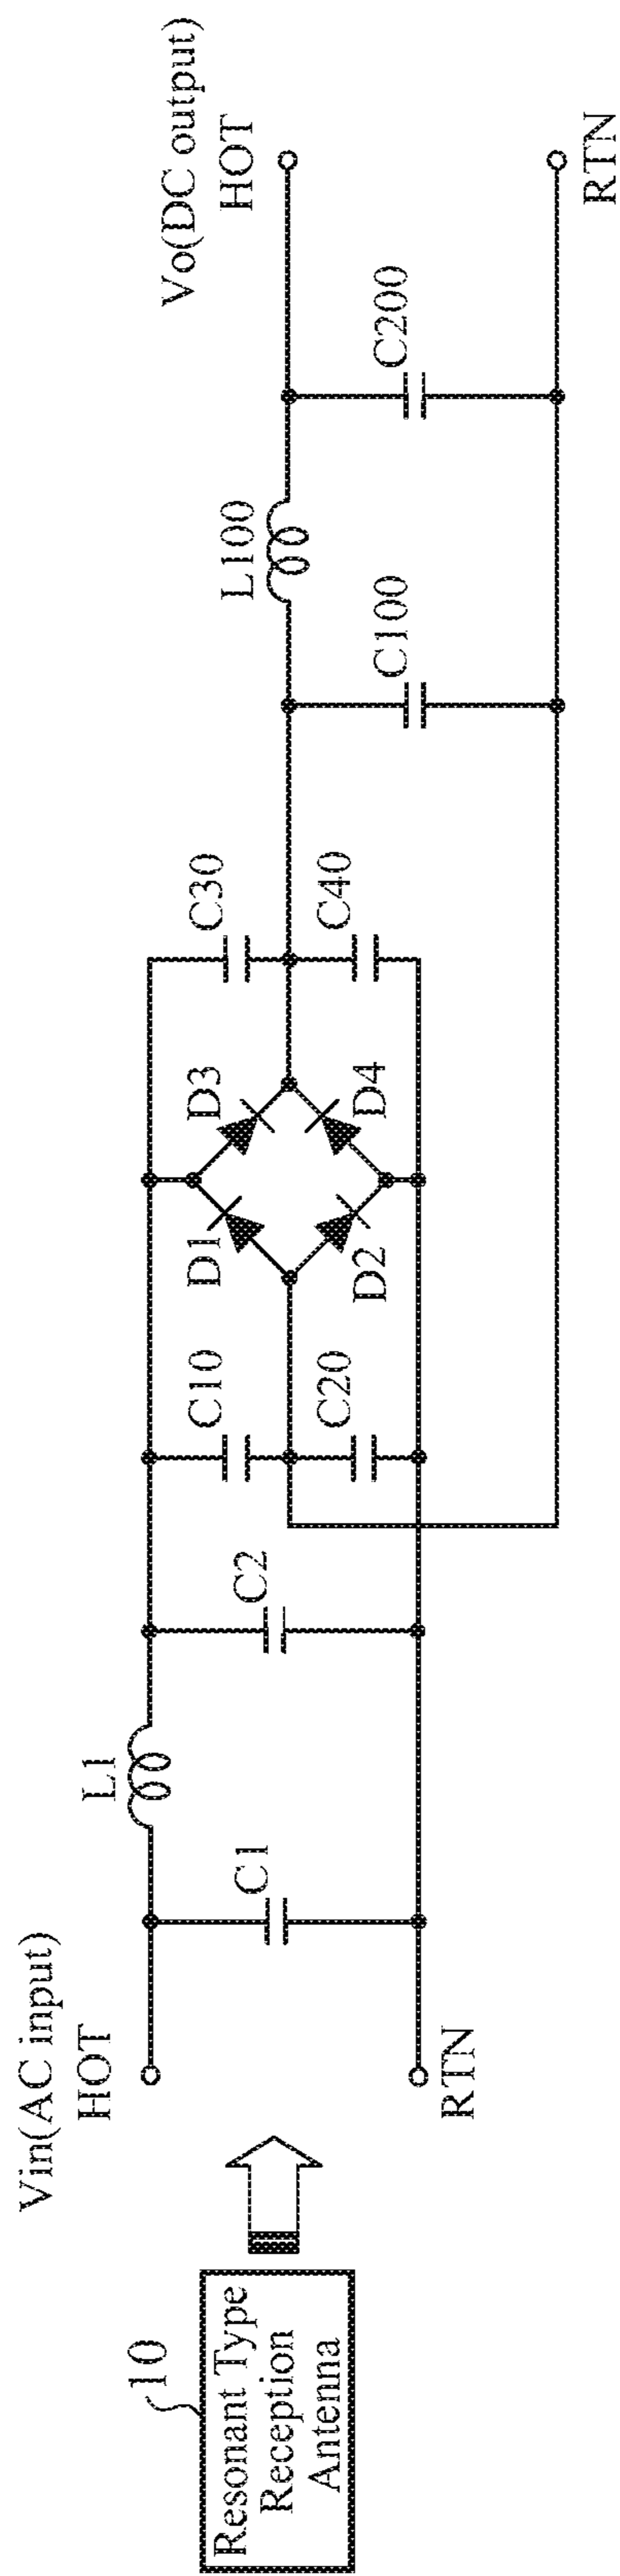 10
Resonant Type
Reception
Antenna
Vin(AC input)
HOT
RTN
C1
L1
C2
C10
C20
D1
D2
D3
D4
C30
C40
C100
L100
C200
Vo(DC output)
HOT
RTN